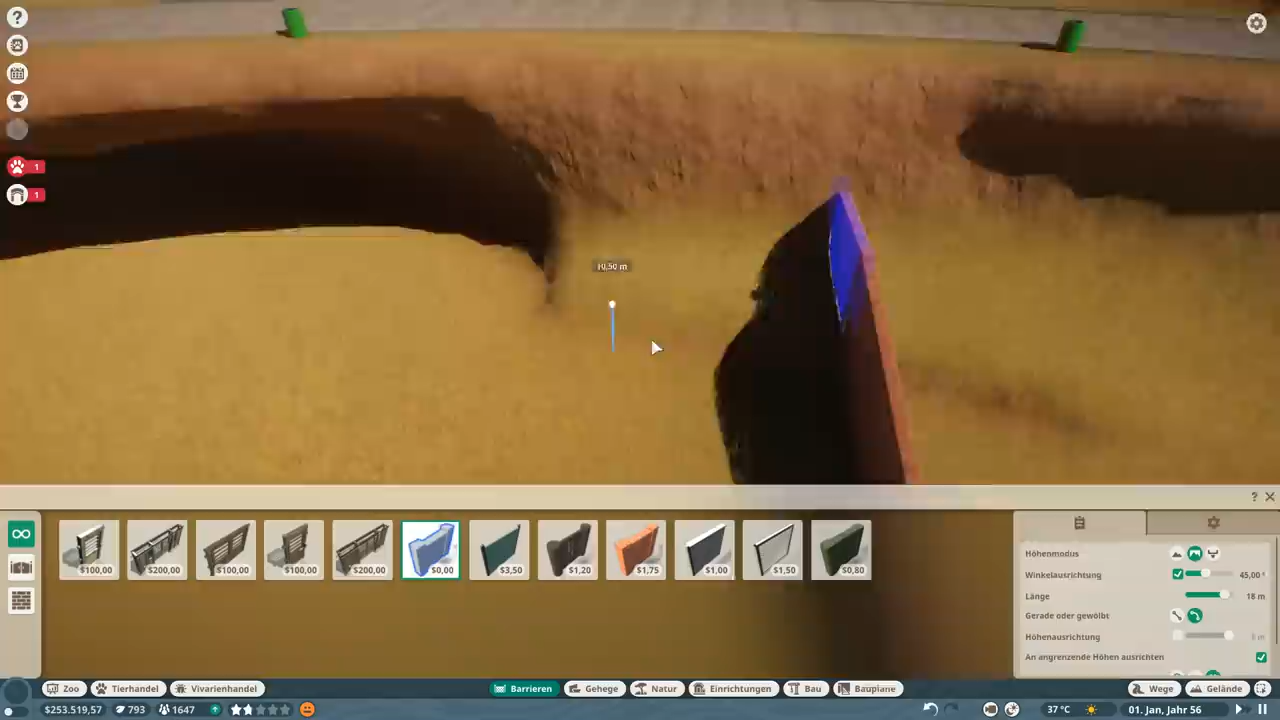 ?
1
1
10,50 m
? ×
$100,00 $200,00 $100,00 $100,00 $200,00 $0,00 $3,50 $1,20 $1,75 $1,00 $1,50 $0,80
Höhenmodus
Winkelausrichtung 45,00 °
Länge 18 m
Gerade oder gewölbt
Höhenausrichtung
An angrenzende Höhen ausrichten
Zoo Tierhandel Vivarienhandel Barrieren Gehege Natur Einrichtungen Bau Baupläne Wege Gelände
$253.519,57 793 1647 37 °C 01. Jan, Jahr 56